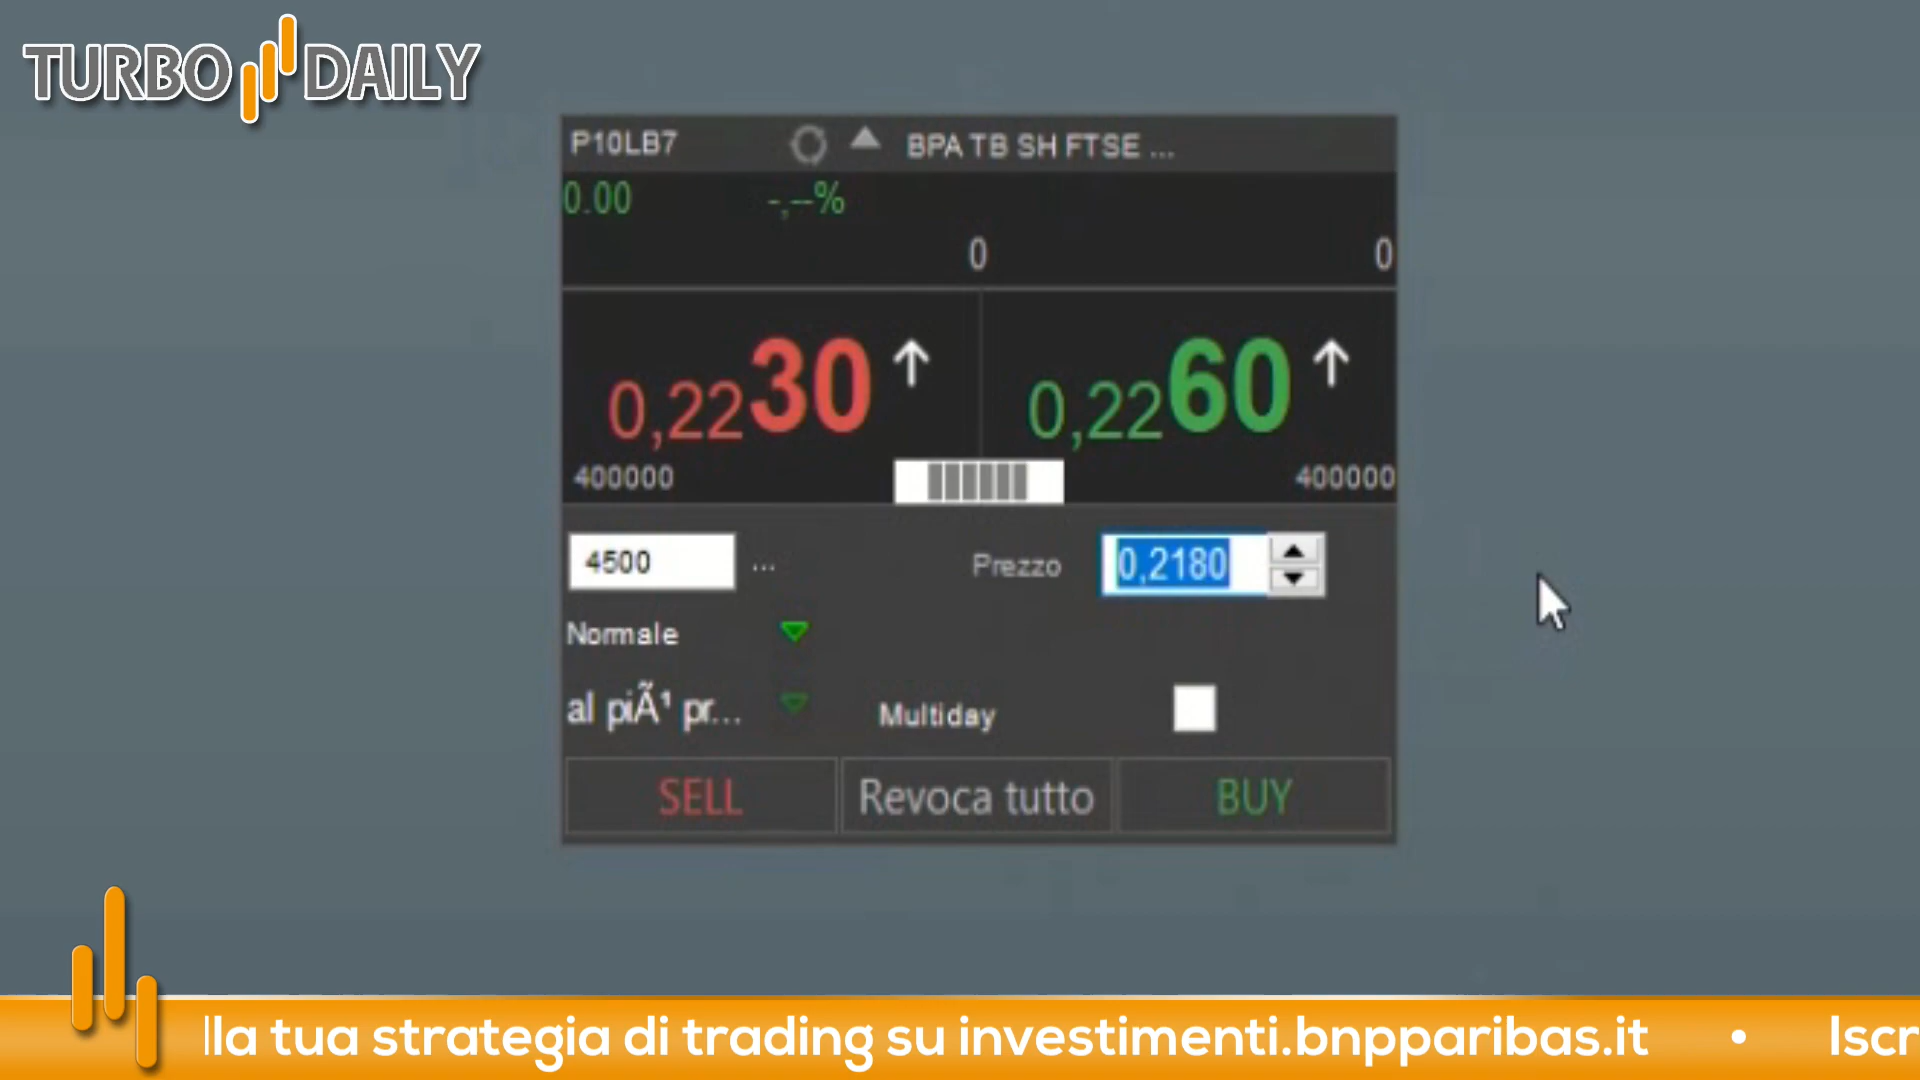 TURBO DAILY
P10LB7 BPA TB SH FTSE ...
0.00 -,--%
0 0
0,2230 0,2260
400000 400000
4500 ... Prezzo 0,2180
Normale
al piÃ¹ pr... Multiday
SELL Revoca tutto BUY
lla tua strategia di trading su investimenti.bnpparibas.it • Iscr